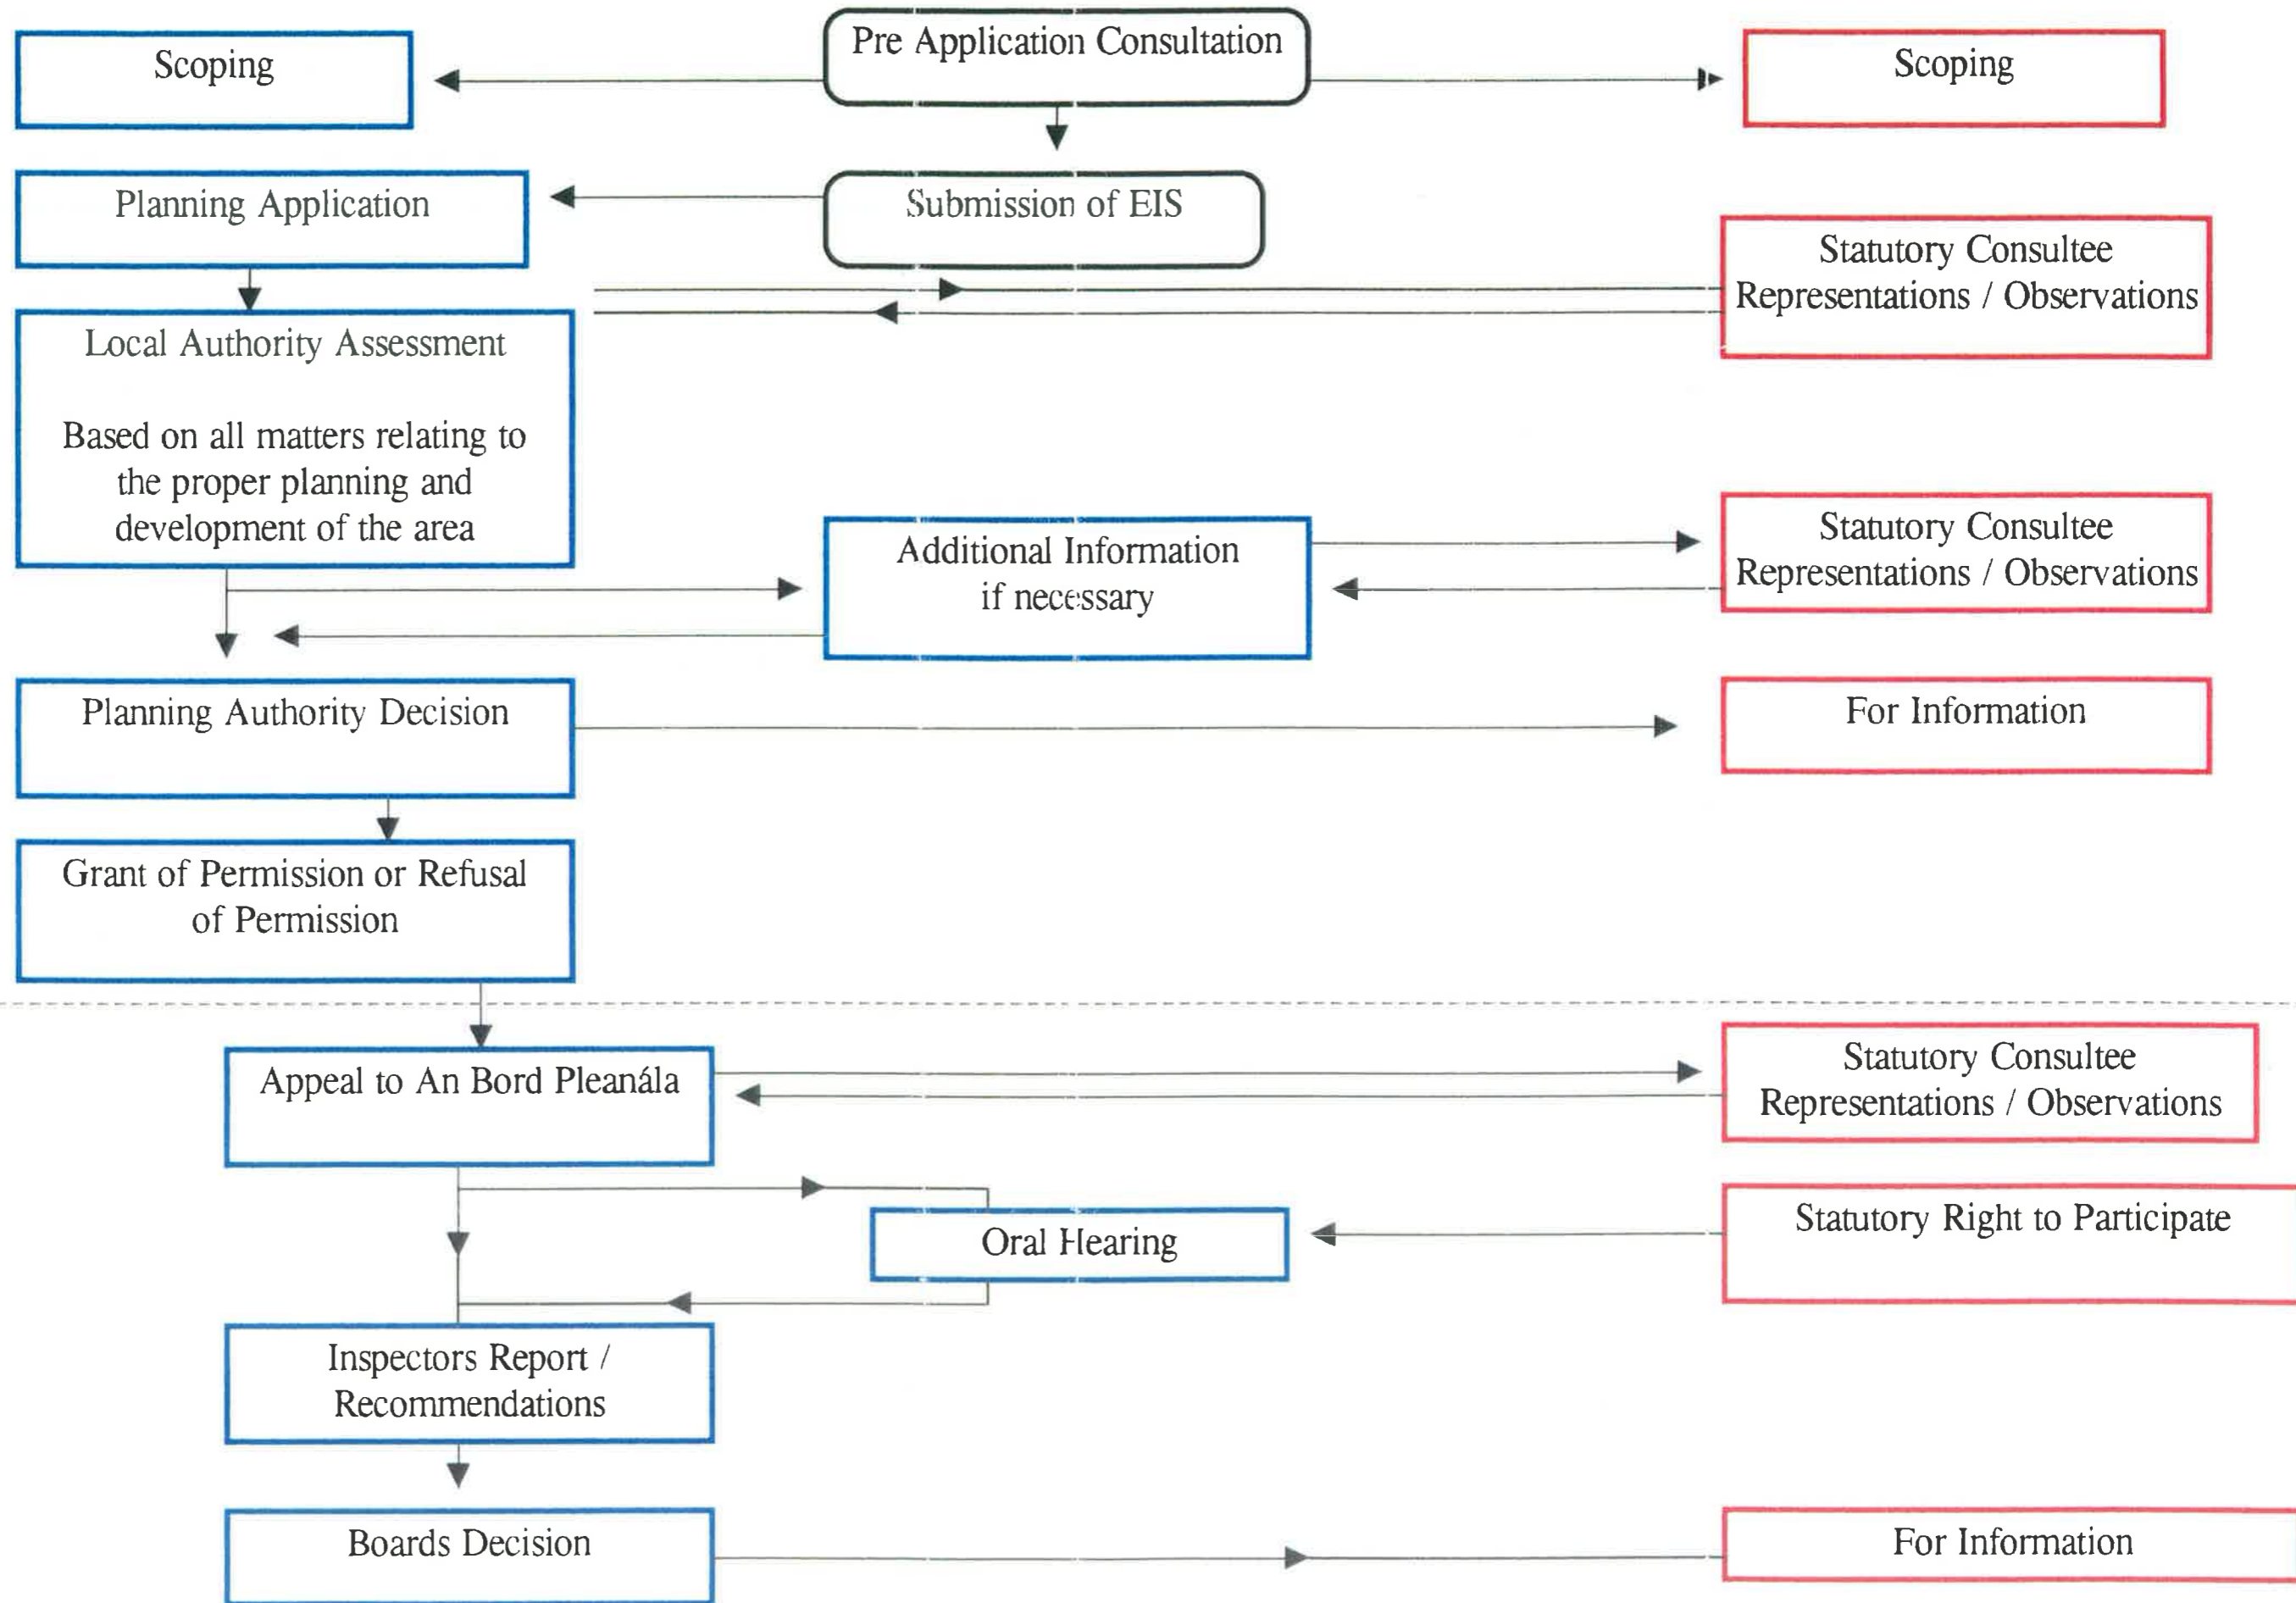 Pre Application Consultation
Scoping
Scoping
Planning Application
Submission of EIS
Statutory Consultee
Representations / Observations
Local Authority Assessment
Based on all matters relating to
the proper planning and
development of the area
Additional Information
if necessary
Statutory Consultee
Representations / Observations
Planning Authority Decision
For Information
Grant of Permission or Refusal
of Permission
Appeal to An Bord Pleanála
Statutory Consultee
Representations / Observations
Oral Hearing
Statutory Right to Participate
Inspectors Report /
Recommendations
Boards Decision
For Information